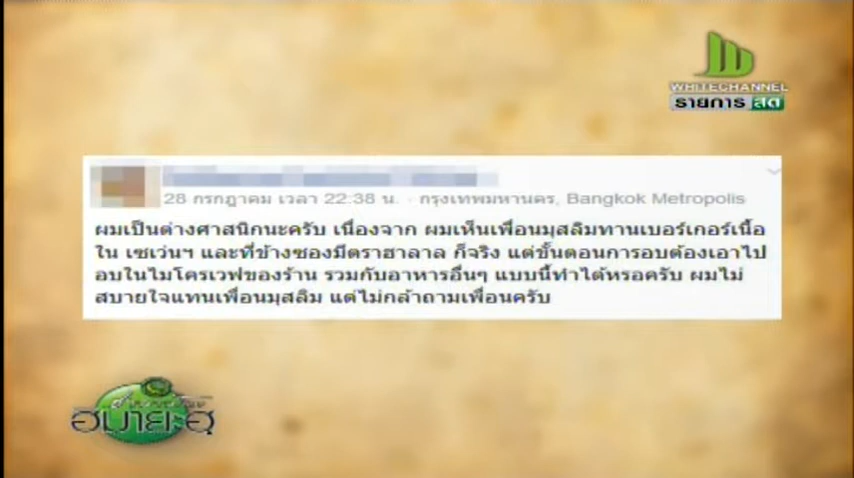 WHITECHANNEL
รายการ สด
28 กรกฎาคม เวลา 22:38 น. · กรุงเทพมหานคร, Bangkok Metropolis
ผมเป็นต่างศาสนิกนะครับ เนื่องจาก ผมเห็นเพื่อนมุสลิมทานเบอร์เกอร์เนื้อ
ใน เซเว่นฯ และที่ข้างซองมีตราฮาลาล ก็จริง แต่ขั้นตอนการอบต้องเอาไป
อบในไมโครเวฟของร้าน รวมกับอาหารอื่นๆ แบบนี้ทำได้หรอครับ ผมไม่
สบายใจแทนเพื่อนมุสลิม แต่ไม่กล้าถามเพื่อนครับ